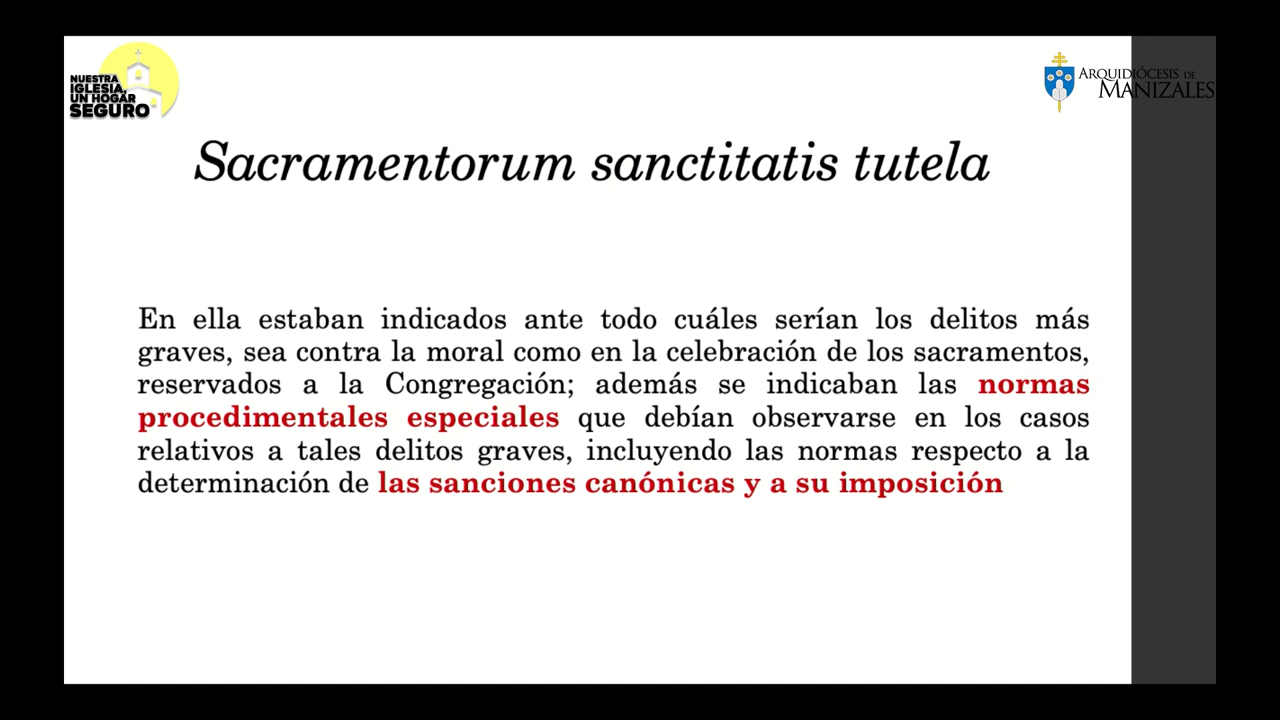 NUESTRA
IGLESIA,
UN HOGAR
SEGURO
ARQUIDIÓCESIS DE
MANIZALES
Sacramentorum sanctitatis tutela
En ella estaban indicados ante todo cuáles serían los delitos más
graves, sea contra la moral como en la celebración de los sacramentos,
reservados a la Congregación; además se indicaban las normas
procedimentales especiales que debían observarse en los casos
relativos a tales delitos graves, incluyendo las normas respecto a la
determinación de las sanciones canónicas y a su imposición